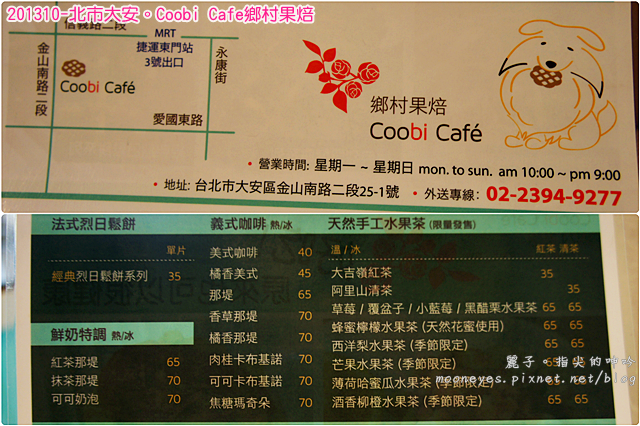 201310-北市大安。Coobi Cafe鄉村果焙
信義路二段
MRT
捷運東門站
3號出口
永康街
金山南路二段
Coobi Café
愛國東路
鄉村果焙
Coobi Café
• 營業時間: 星期一 ~ 星期日 mon. to sun. am 10:00 ~ pm 9:00
• 地址: 台北市大安區金山南路二段25-1號 • 外送專線: 02-2394-9277
法式烈日鬆餅
單片
經典烈日鬆餅系列 35
鮮奶特調 熱/冰
紅茶那堤 65
抹茶那堤 70
可可奶泡 70
義式咖啡 熱/冰
美式咖啡 40
橘香美式 45
那堤 65
香草那堤 70
橘香那堤 70
肉桂卡布基諾 70
可可卡布基諾 70
焦糖瑪奇朵 70
天然手工水果茶 (限量發售)
溫 / 冰 紅茶 清茶
大吉嶺紅茶 35
阿里山清茶 35
草莓 / 覆盆子 / 小藍莓 / 黑醋栗水果茶 65 65
蜂蜜檸檬水果茶 (天然花蜜使用) 65 65
西洋梨水果茶 (季節限定) 65 65
芒果水果茶 (季節限定)
薄荷哈蜜瓜水果茶 (季節限定)
酒香柳橙水果茶 (季節限定) 65 65
麗子。指尖的吟吟
mooneyes.pixnet.net/blog